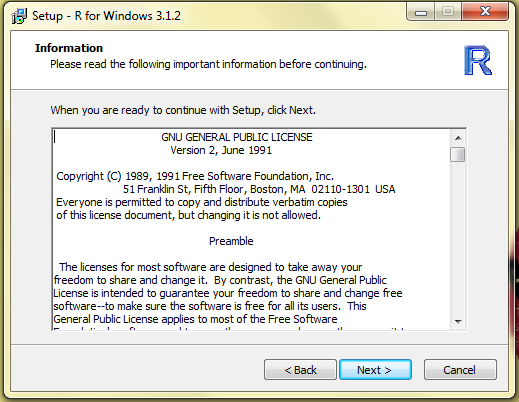 Setup - R for Windows 3.1.2
Information
Please read the following important information before continuing.
R
When you are ready to continue with Setup, click Next.
GNU GENERAL PUBLIC LICENSE
Version 2, June 1991
Copyright (C) 1989, 1991 Free Software Foundation, Inc.
51 Franklin St, Fifth Floor, Boston, MA 02110-1301 USA
Everyone is permitted to copy and distribute verbatim copies
of this license document, but changing it is not allowed.
Preamble
The licenses for most software are designed to take away your
freedom to share and change it. By contrast, the GNU General Public
License is intended to guarantee your freedom to share and change free
software--to make sure the software is free for all its users. This
General Public License applies to most of the Free Software
< Back
Next >
Cancel